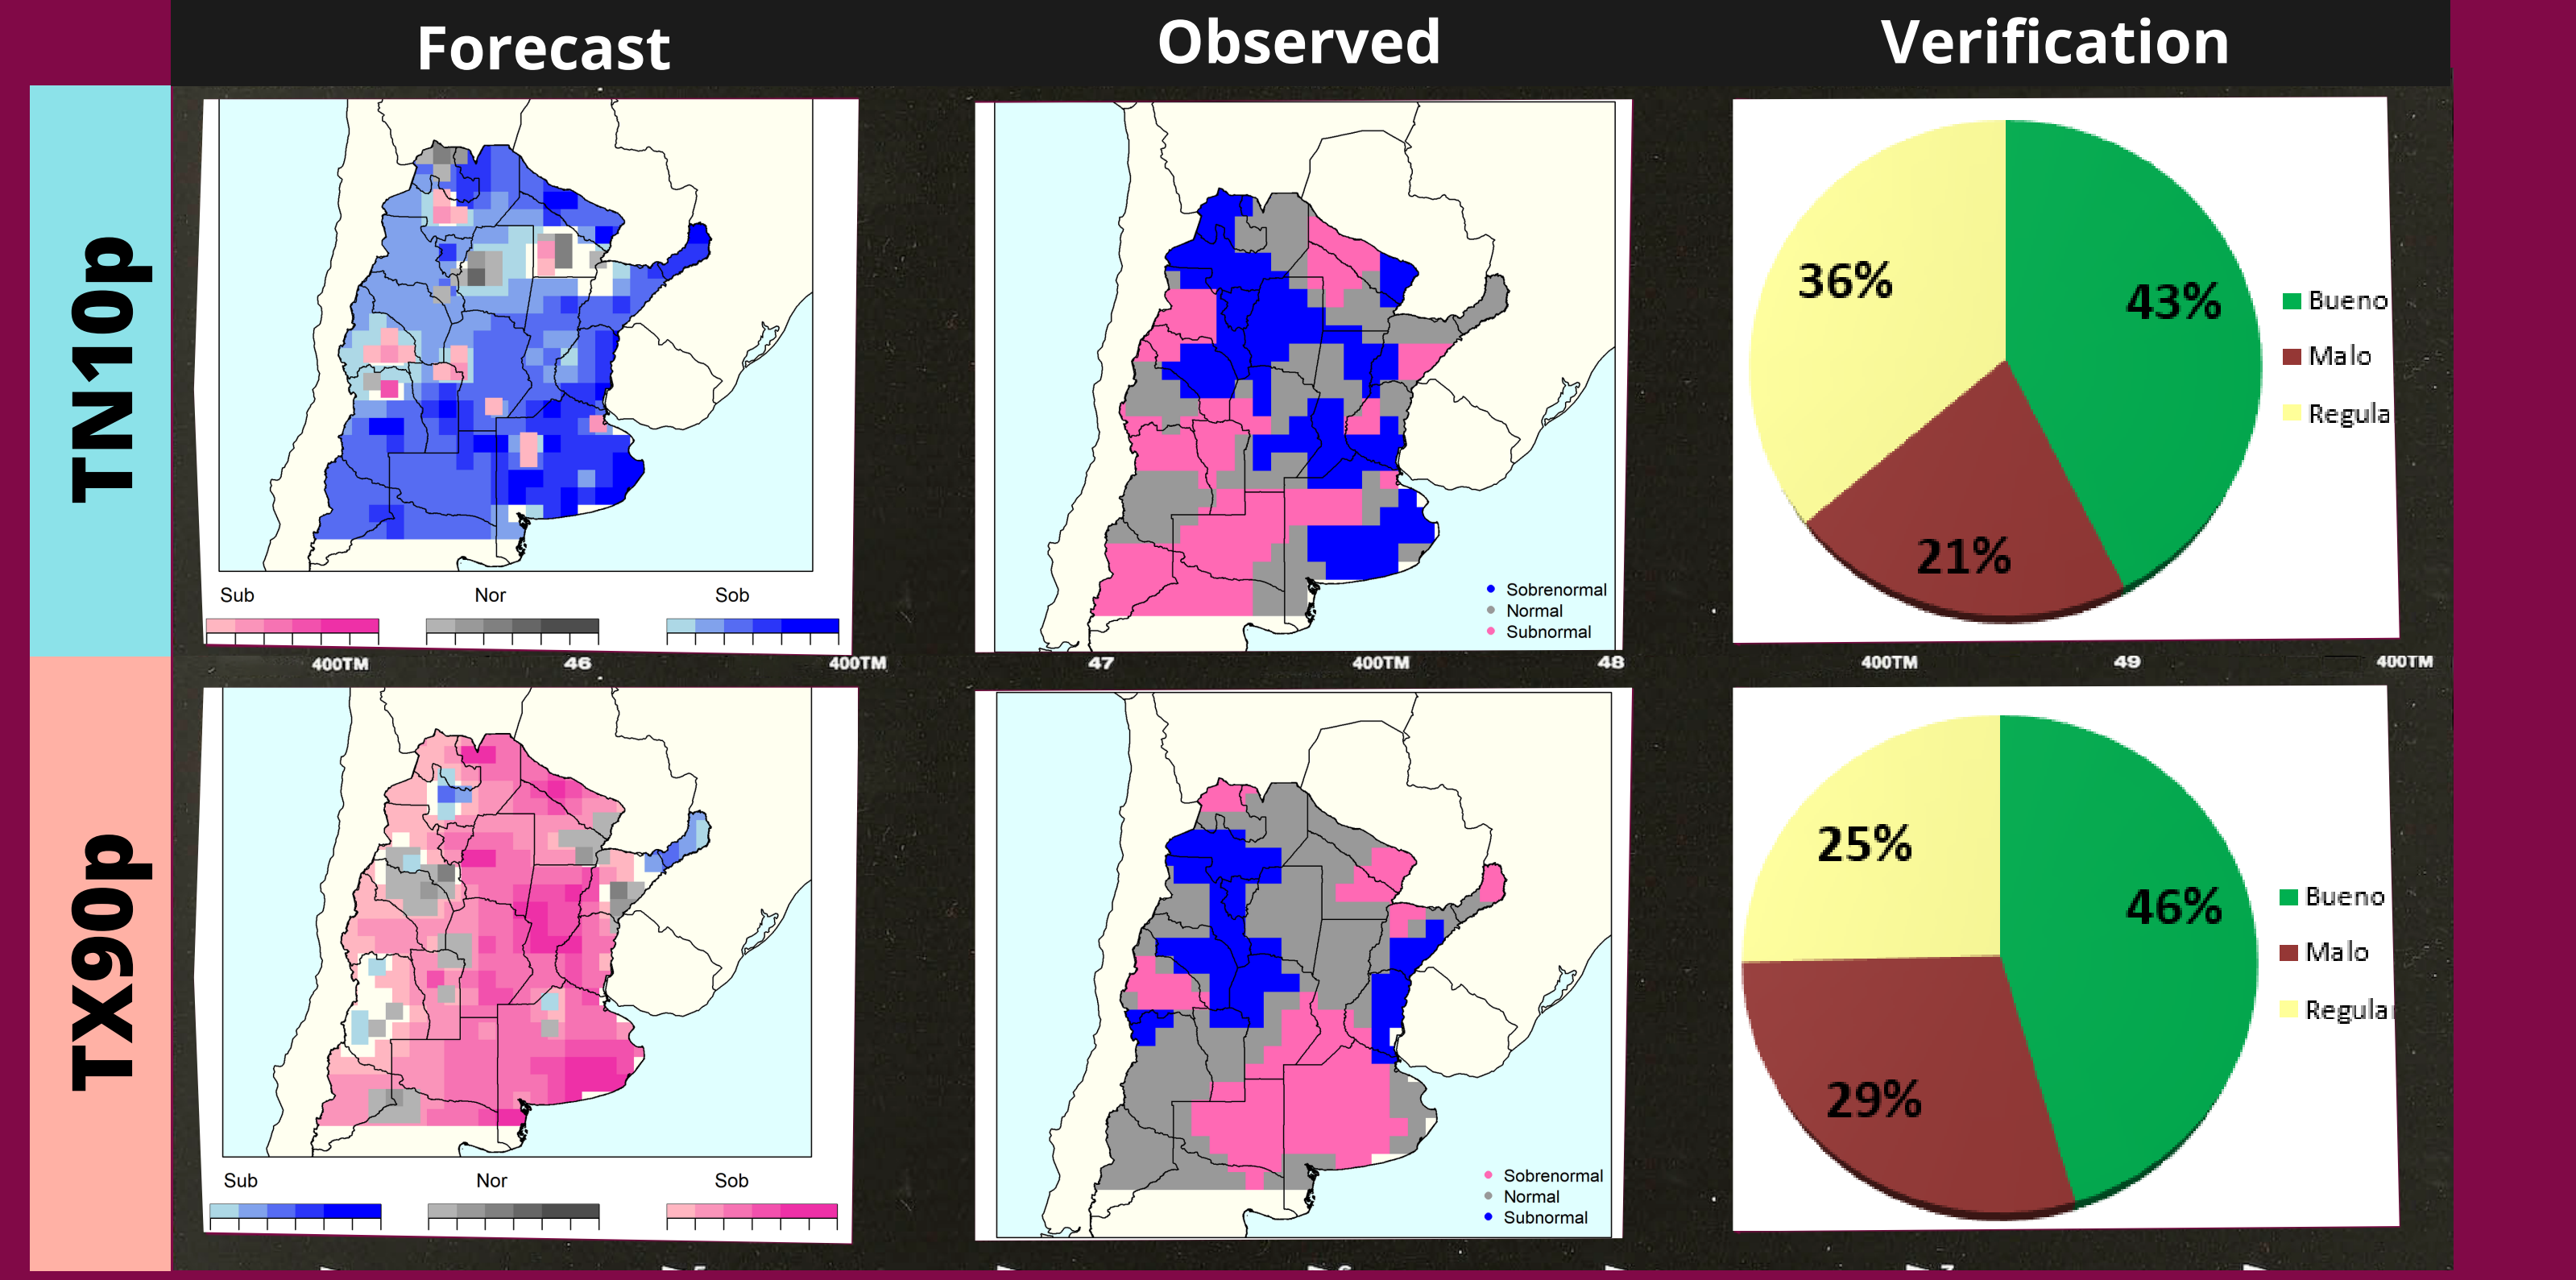 Forecast
Observed
Verification
TN10p
Sub
Nor
Sob
Sobrenormal
Normal
Subnormal
36%
43%
21%
Bueno
Malo
Regula
400TM
46
400TM
47
400TM
48
400TM
49
400TM
TX90p
Sub
Nor
Sob
Sobrenormal
Normal
Subnormal
25%
46%
29%
Bueno
Malo
Regular